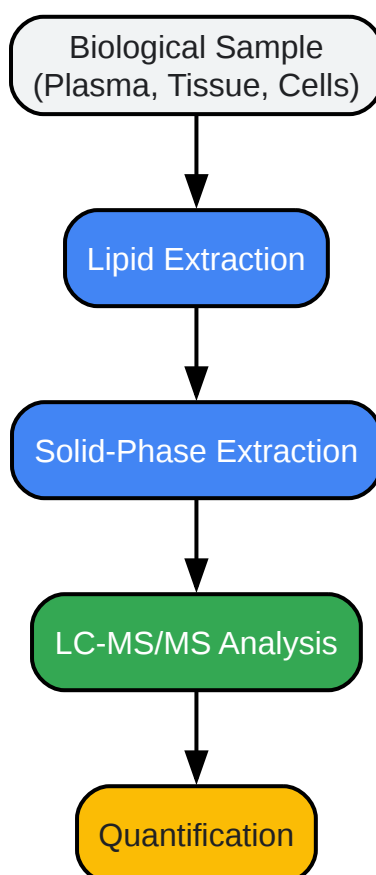 Biological Sample
(Plasma, Tissue, Cells)
Lipid Extraction
Solid-Phase Extraction
LC-MS/MS Analysis
Quantification